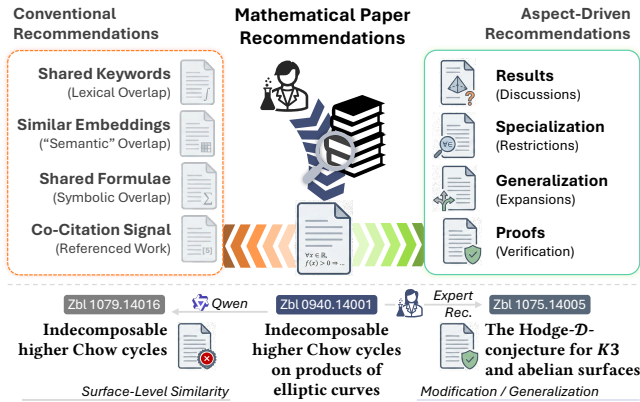 Conventional
Recommendations
Shared Keywords
(Lexical Overlap)
Similar Embeddings
("Semantic" Overlap)
Shared Formulae
(Symbolic Overlap)
Co-Citation Signal
(Referenced Work)
∫
Σ
[5]
Mathematical Paper
Recommendations
∀x ∈ ℝ,
f(x) > 0 ⇒ ...
Aspect-Driven
Recommendations
?
∀∈
Results
(Discussions)
Specialization
(Restrictions)
Generalization
(Expansions)
Proofs
(Verification)
Zbl 1079.14016
Qwen
Zbl 0940.14001
Expert
Rec.
Zbl 1075.14005
Indecomposable
higher Chow cycles
Indecomposable
higher Chow cycles
on products of
elliptic curves
The Hodge-𝒟-
conjecture for K3
and abelian surfaces
Surface-Level Similarity
Modification / Generalization